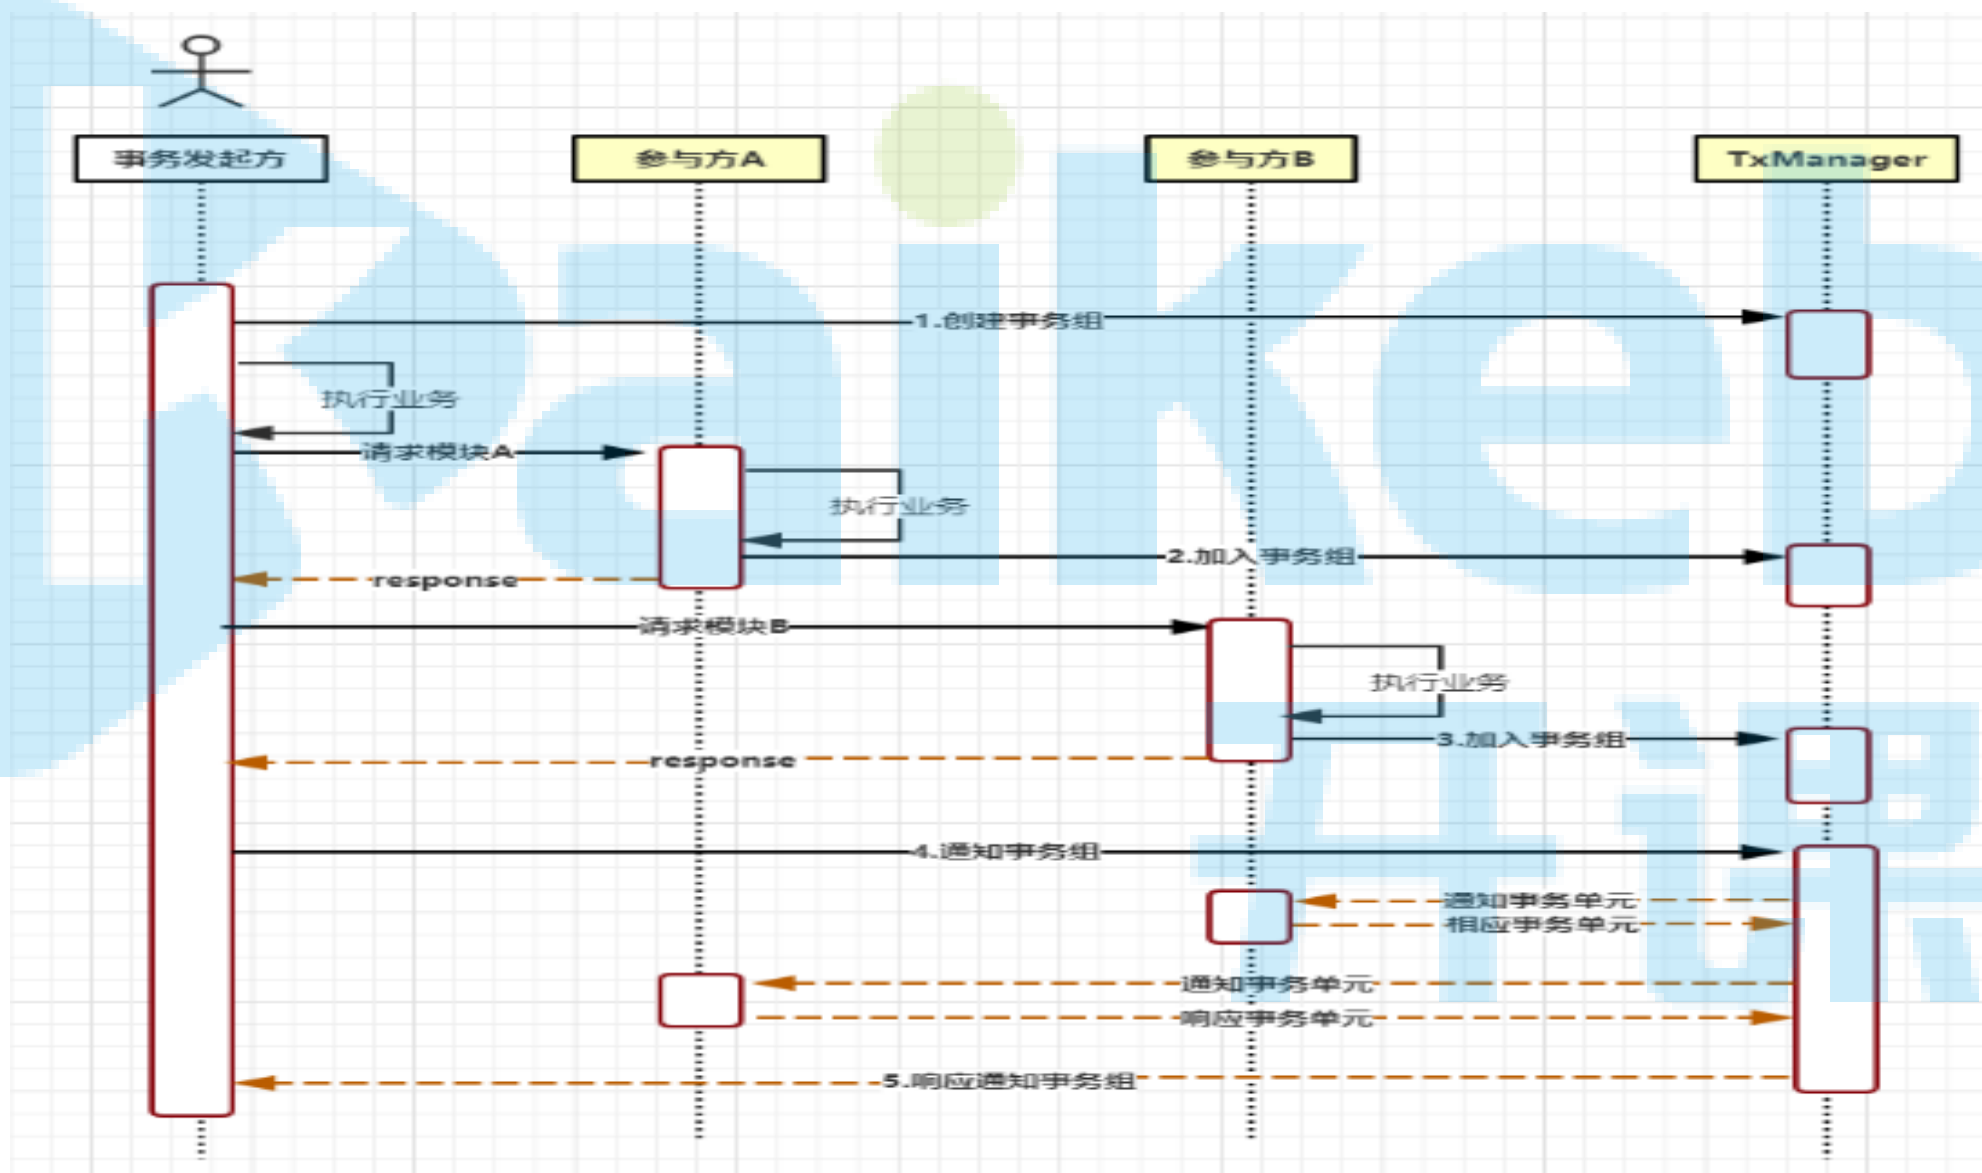 事务发起方
参与方A
参与方B
TxManager
1.创建事务组
执行业务
请求模块A
执行业务
2.加入事务组
response
请求模块B
执行业务
3.加入事务组
response
4.通知事务组
通知事务单元
相应事务单元
通知事务单元
响应事务单元
5.响应通知事务组
kaikeb
开课